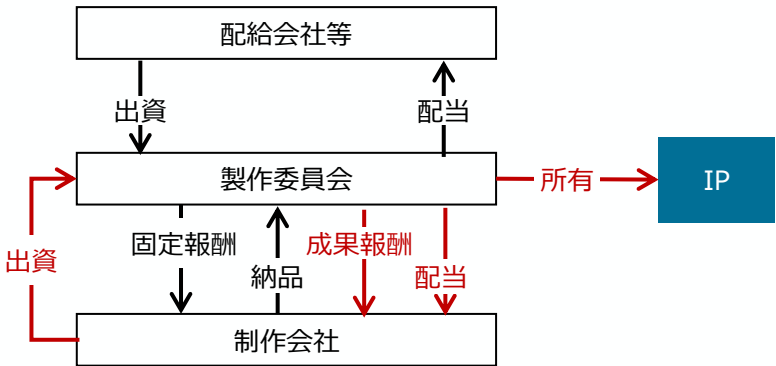 配給会社等
出資
配当
製作委員会
所有
IP
固定報酬
成果報酬
出資
納品
配当
制作会社